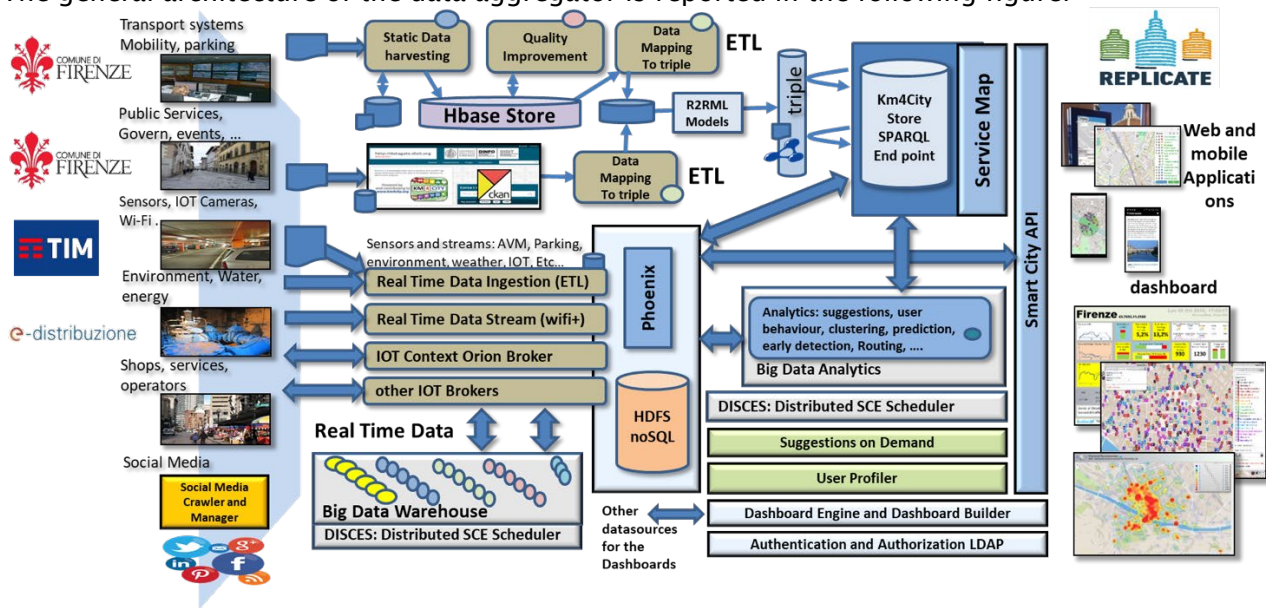 The general architecture of the data aggregator is reported in the following figure.
Transport systems
Mobility, parking
COMUNE DI
FIRENZE
Public Services,
Govern, events, ...
COMUNE DI
FIRENZE
Sensors, IOT Cameras,
Wi-Fi .
TIM
Environment, Water,
energy
e-distribuzione
Shops, services,
operators
Social Media
Social Media
Crawler and
Manager
Static Data
harvesting
Quality
Improvement
Data
Mapping
To triple
ETL
Hbase Store
R2RML
Models
triple
Km4City
Store
SPARQL
End point
Service Map
KM4CITY
ckan
Data
Mapping
To triple
ETL
Sensors and streams: AVM, Parking,
environment, weather, IOT, Etc...
Real Time Data Ingestion (ETL)
Real Time Data Stream (wifi+)
IOT Context Orion Broker
other IOT Brokers
Real Time Data
Big Data Warehouse
DISCES: Distributed SCE Scheduler
Phoenix
HDFS
noSQL
Analytics: suggestions, user
behaviour, clustering, prediction,
early detection, Routing, ....
Big Data Analytics
DISCES: Distributed SCE Scheduler
Suggestions on Demand
User Profiler
Other
datasources
for the
Dashboards
Dashboard Engine and Dashboard Builder
Authentication and Authorization LDAP
Smart City API
REPLICATE
Web and
mobile
Applicati
ons
dashboard
Firenze
5,2%
13,2%
930
1230